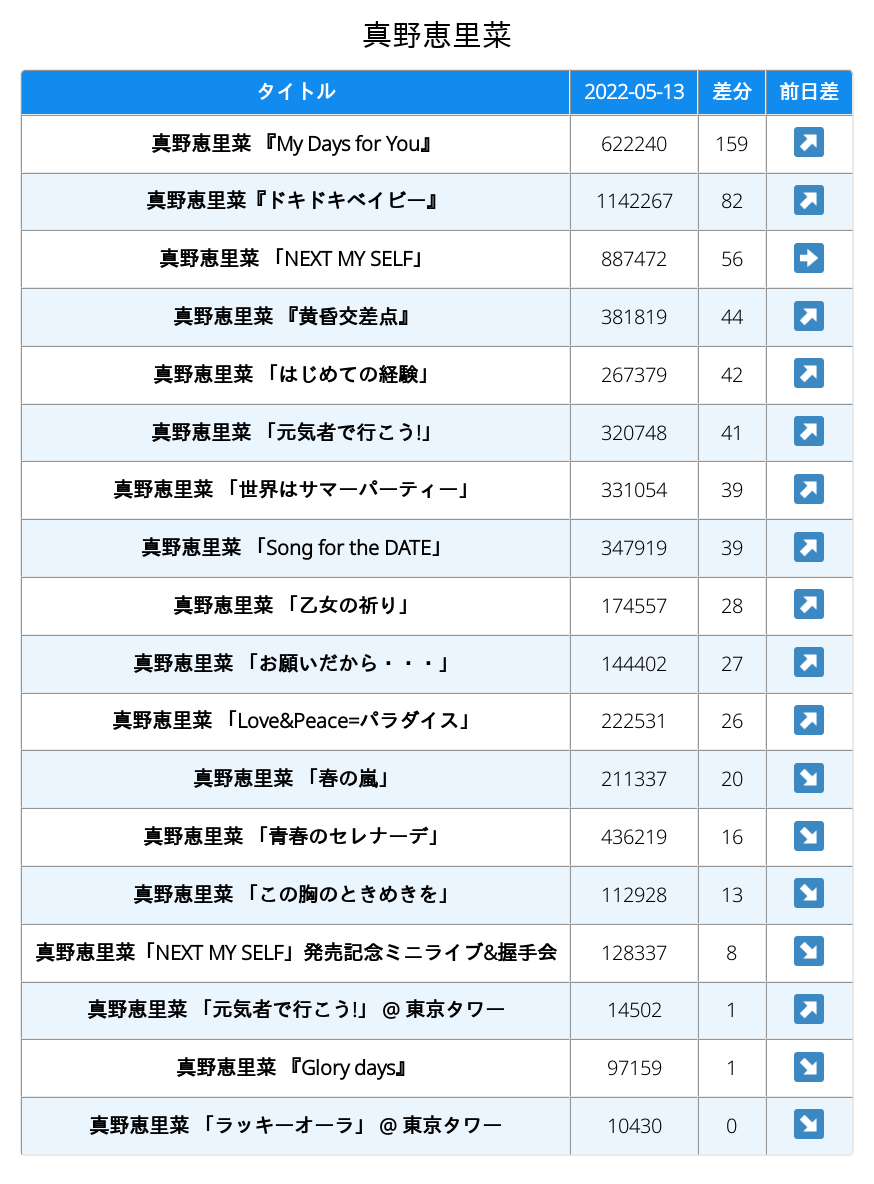 真野恵里菜
タイトル 2022-05-13 差分 前日差
真野恵里菜 『My Days for You』 622240 159 ↗
真野恵里菜『ドキドキベイビー』 1142267 82 ↗
真野恵里菜 「NEXT MY SELF」 887472 56 ➡
真野恵里菜 『黄昏交差点』 381819 44 ↗
真野恵里菜 「はじめての経験」 267379 42 ↗
真野恵里菜 「元気者で行こう!」 320748 41 ↗
真野恵里菜 「世界はサマーパーティー」 331054 39 ↗
真野恵里菜 「Song for the DATE」 347919 39 ↗
真野恵里菜 「乙女の祈り」 174557 28 ↗
真野恵里菜 「お願いだから・・・」 144402 27 ↗
真野恵里菜 「Love&Peace=パラダイス」 222531 26 ↗
真野恵里菜 「春の嵐」 211337 20 ↘
真野恵里菜 「青春のセレナーデ」 436219 16 ↘
真野恵里菜 「この胸のときめきを」 112928 13 ↘
真野恵里菜「NEXT MY SELF」発売記念ミニライブ&握手会 128337 8 ↘
真野恵里菜 「元気者で行こう!」 @ 東京タワー 14502 1 ↗
真野恵里菜 『Glory days』 97159 1 ↘
真野恵里菜 「ラッキーオーラ」 @ 東京タワー 10430 0 ↘